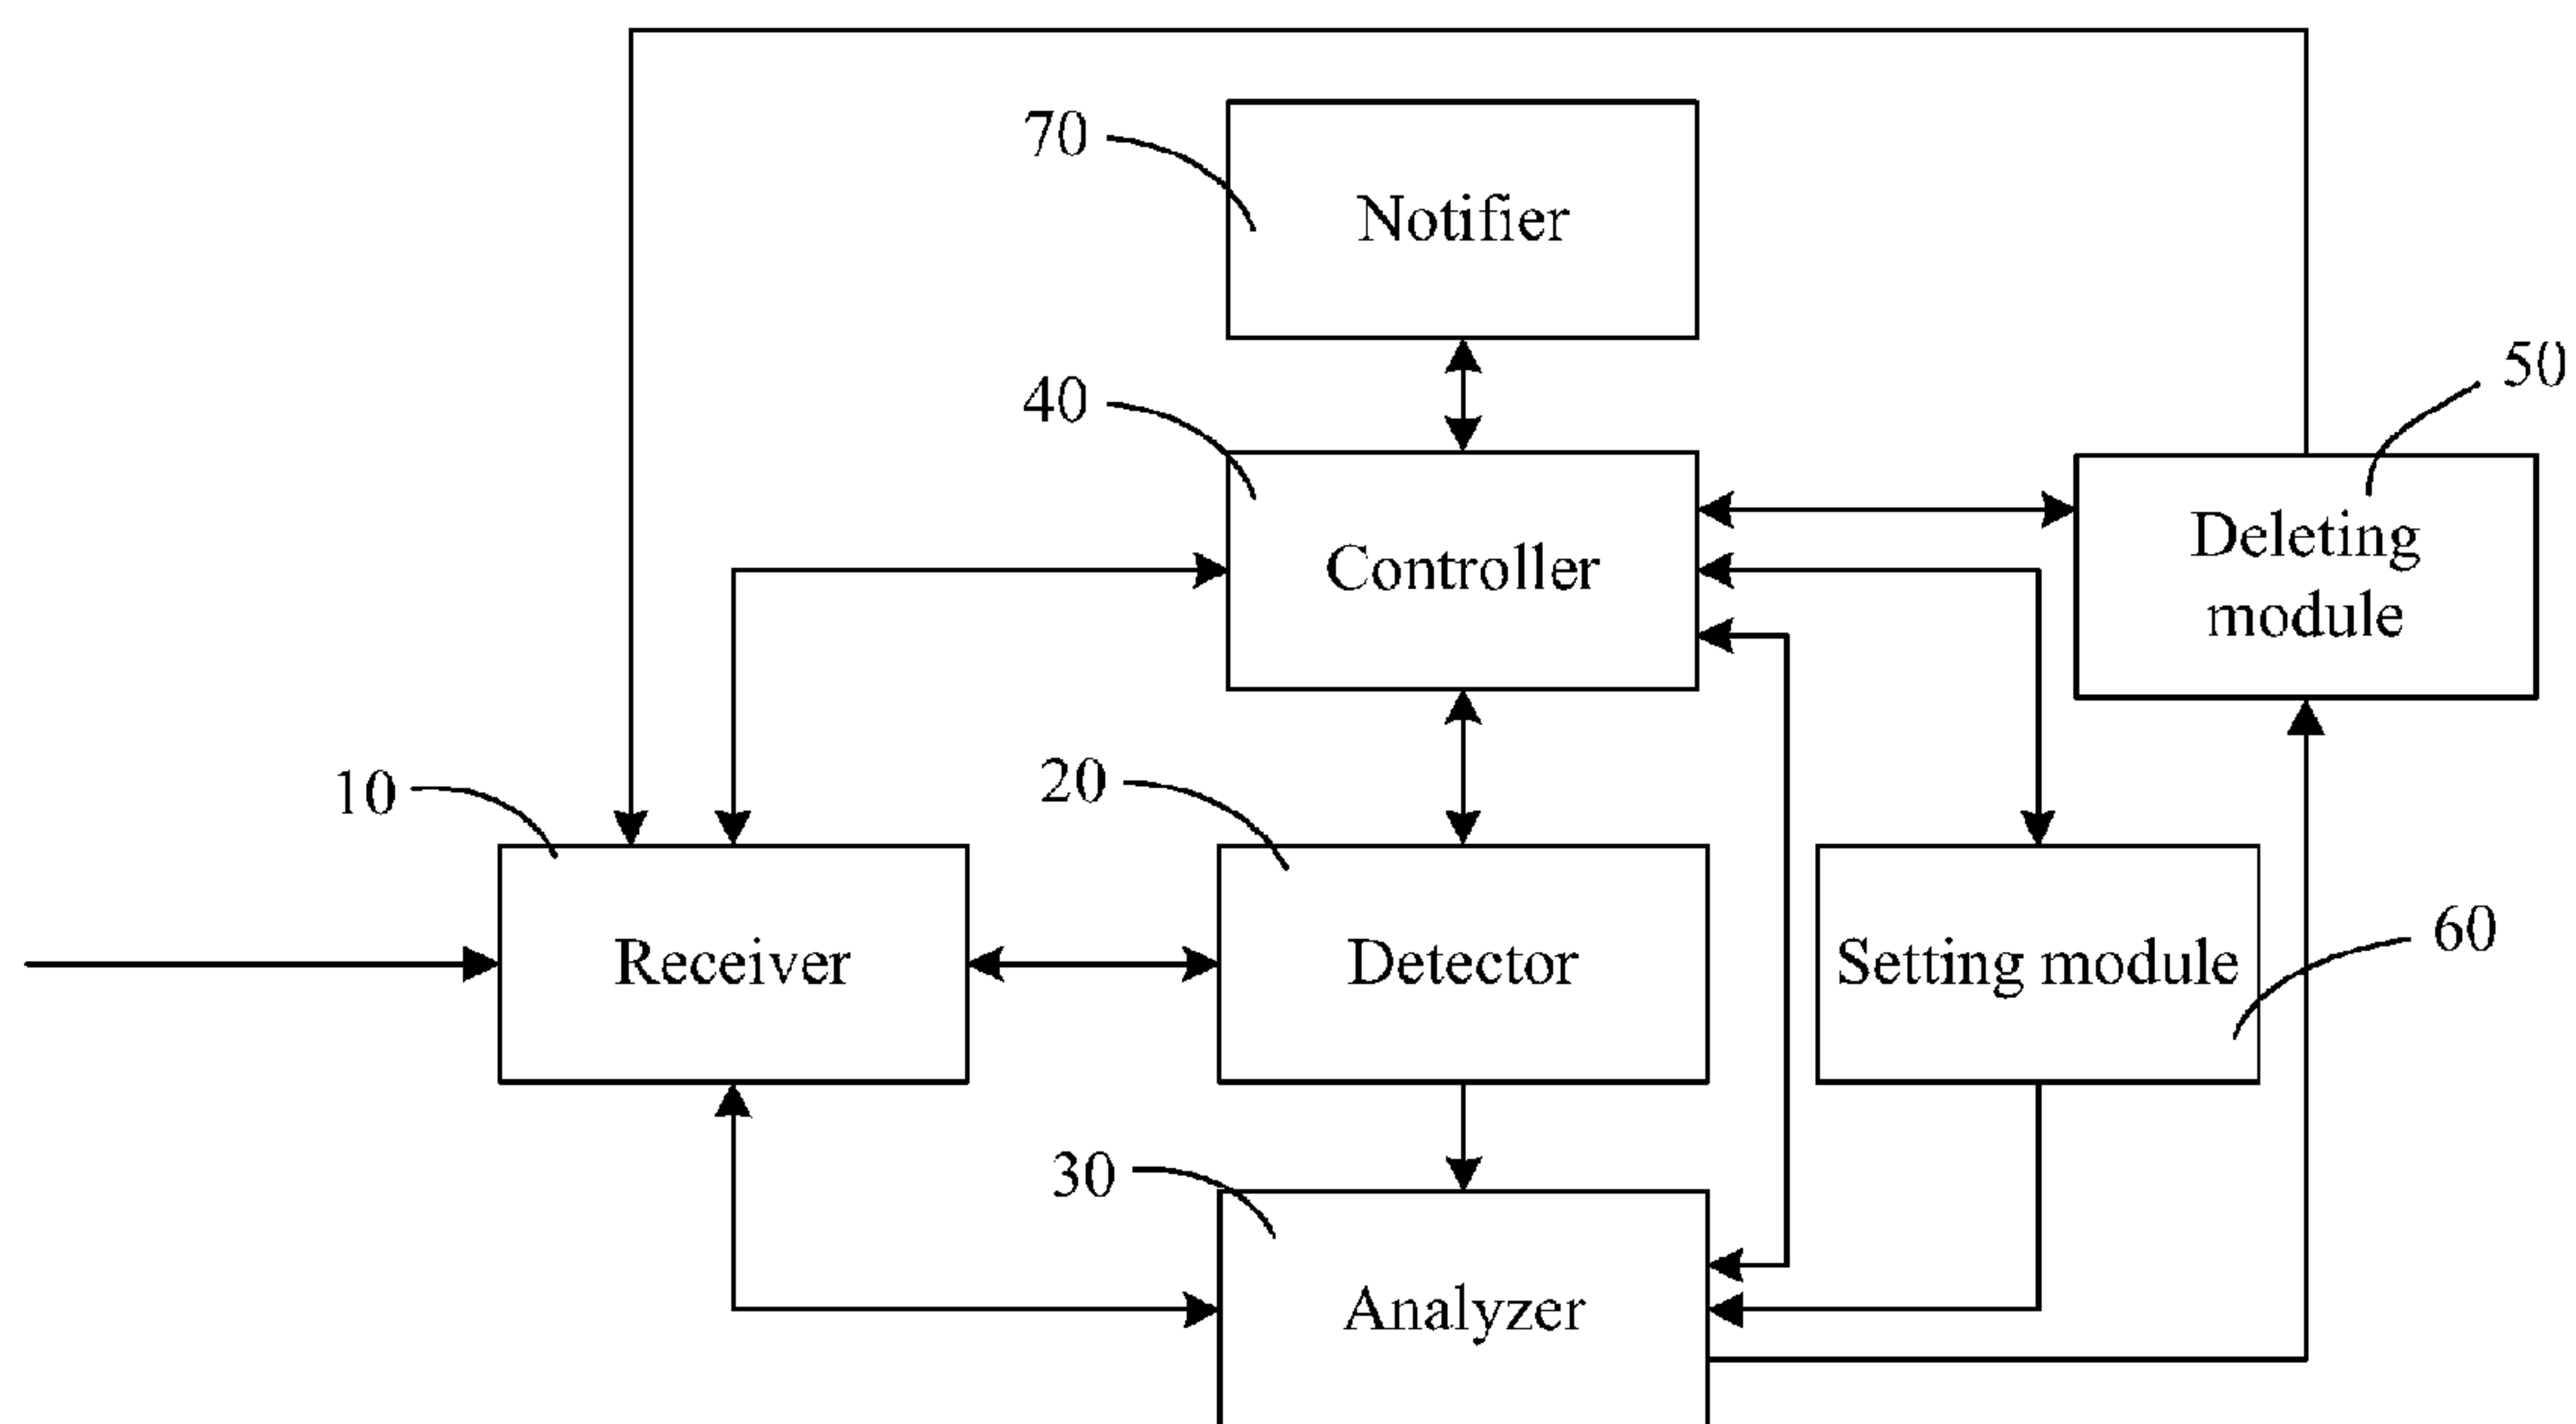 70
Notifier
50
40
Deleting
module
Controller
10
20
60
Receiver
Detector
Setting module
30
Analyzer